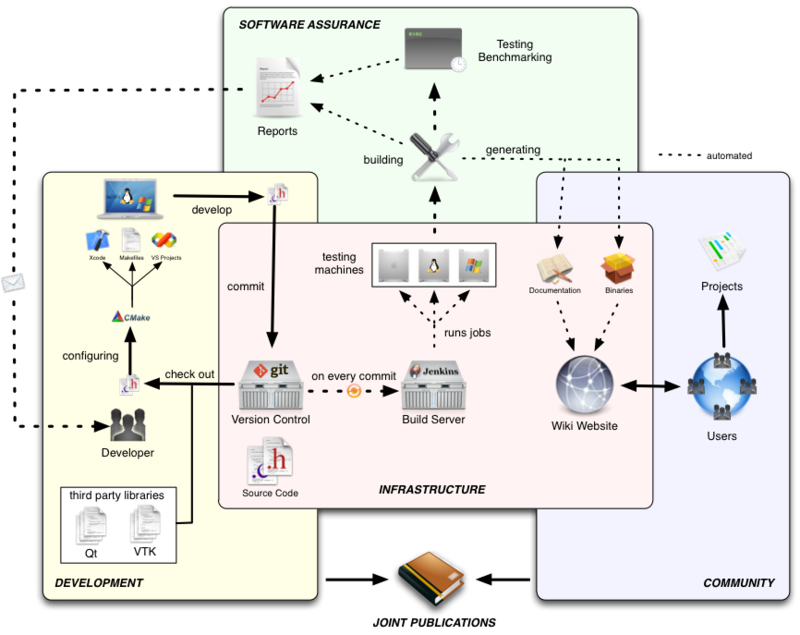 SOFTWARE ASSURANCE
Testing
Benchmarking
Reports
building
generating
automated
develop
.c.h
Xcode
Makefiles
VS Projects
CMake
configuring
commit
check out
.c.h
Developer
third party libraries
Qt
VTK
DEVELOPMENT
testing
machines
runs jobs
git
Version Control
on every commit
Jenkins
Build Server
.c.h
Source Code
Documentation
Binaries
Wiki Website
INFRASTRUCTURE
Projects
Users
COMMUNITY
JOINT PUBLICATIONS